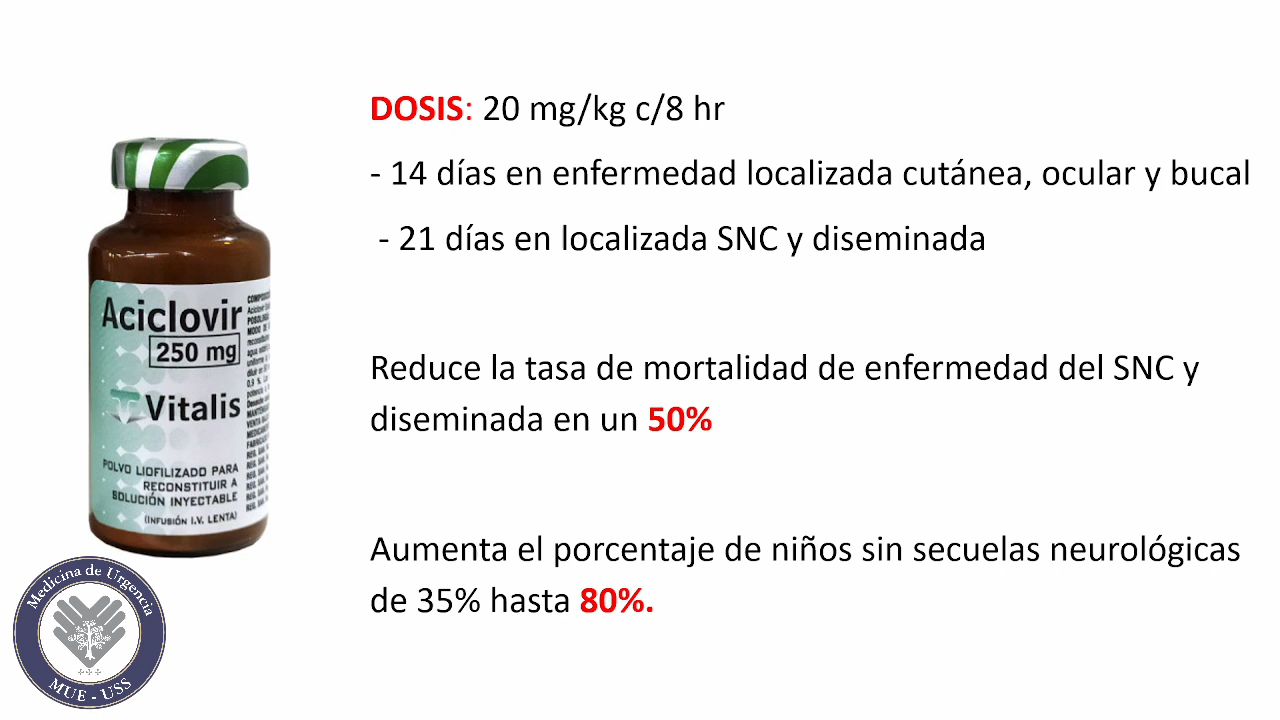 DOSIS: 20 mg/kg c/8 hr
- 14 días en enfermedad localizada cutánea, ocular y bucal
- 21 días en localizada SNC y diseminada
Reduce la tasa de mortalidad de enfermedad del SNC y
diseminada en un 50%
Aumenta el porcentaje de niños sin secuelas neurológicas
de 35% hasta 80%.
Aciclovir
250 mg
Vitalis
POLVO LIOFILIZADO PARA
RECONSTITUIR A
SOLUCIÓN INYECTABLE
(INFUSIÓN I.V. LENTA)
Medicina de Urgencia
MUE - USS